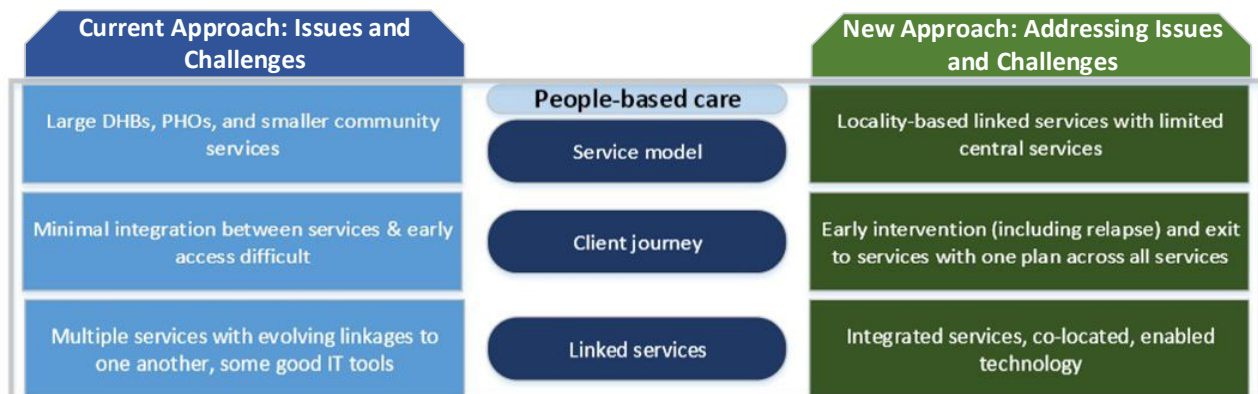 Current Approach: Issues and
Challenges
New Approach: Addressing Issues
and Challenges
People-based care
Large DHBs, PHOs, and smaller community
services
Service model
Locality-based linked services with limited
central services
Minimal integration between services & early
access difficult
Client journey
Early intervention (including relapse) and exit
to services with one plan across all services
Multiple services with evolving linkages to
one another, some good IT tools
Linked services
Integrated services, co-located, enabled
technology